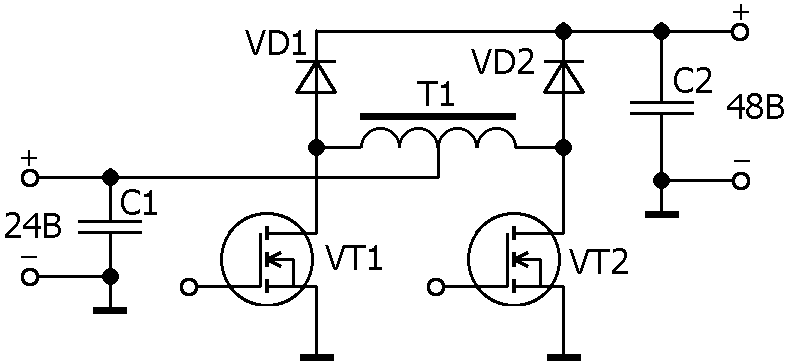 VD1
VD2
+
T1
C2
48В
+
−
C1
24В
−
VT1
VT2